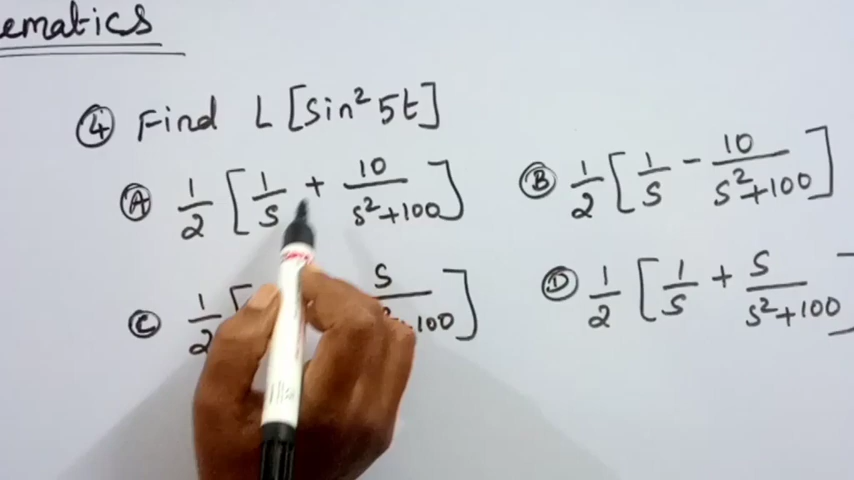 ematics
④ Find L[sin² 5t]
Ⓐ 1/2 [1/s + 10/(s²+100)] Ⓑ 1/2 [1/s - 10/(s²+100)]
Ⓒ 1/2 [ s/ 100] Ⓓ 1/2 [1/s + s/(s²+100)]